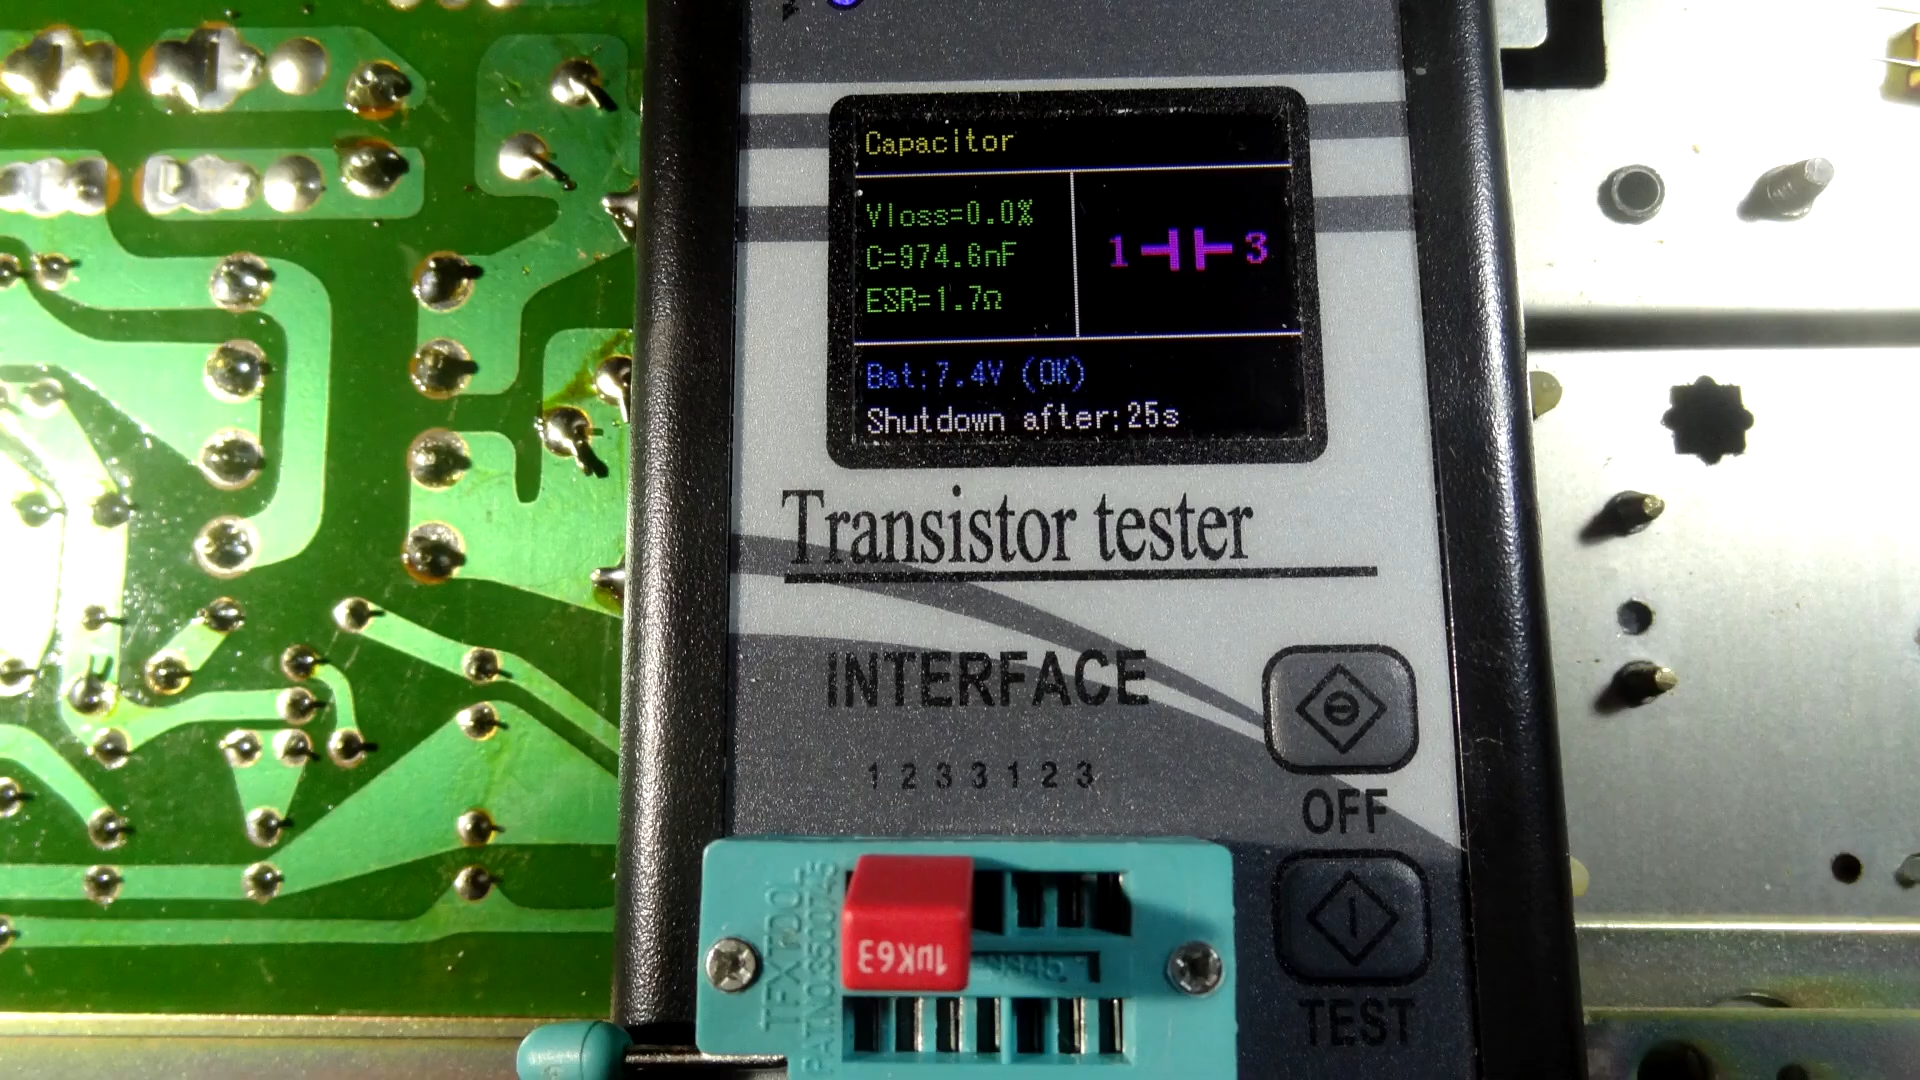 Capacitor
Vloss=0.0%
C=974.6nF
ESR=1.7Ω
1 3
Bat:7.4V (OK)
Shutdown after:25s
Transistor tester
INTERFACE
1 2 3 3 1 2 3
OFF
TEST
TEXTOOL
1µK63